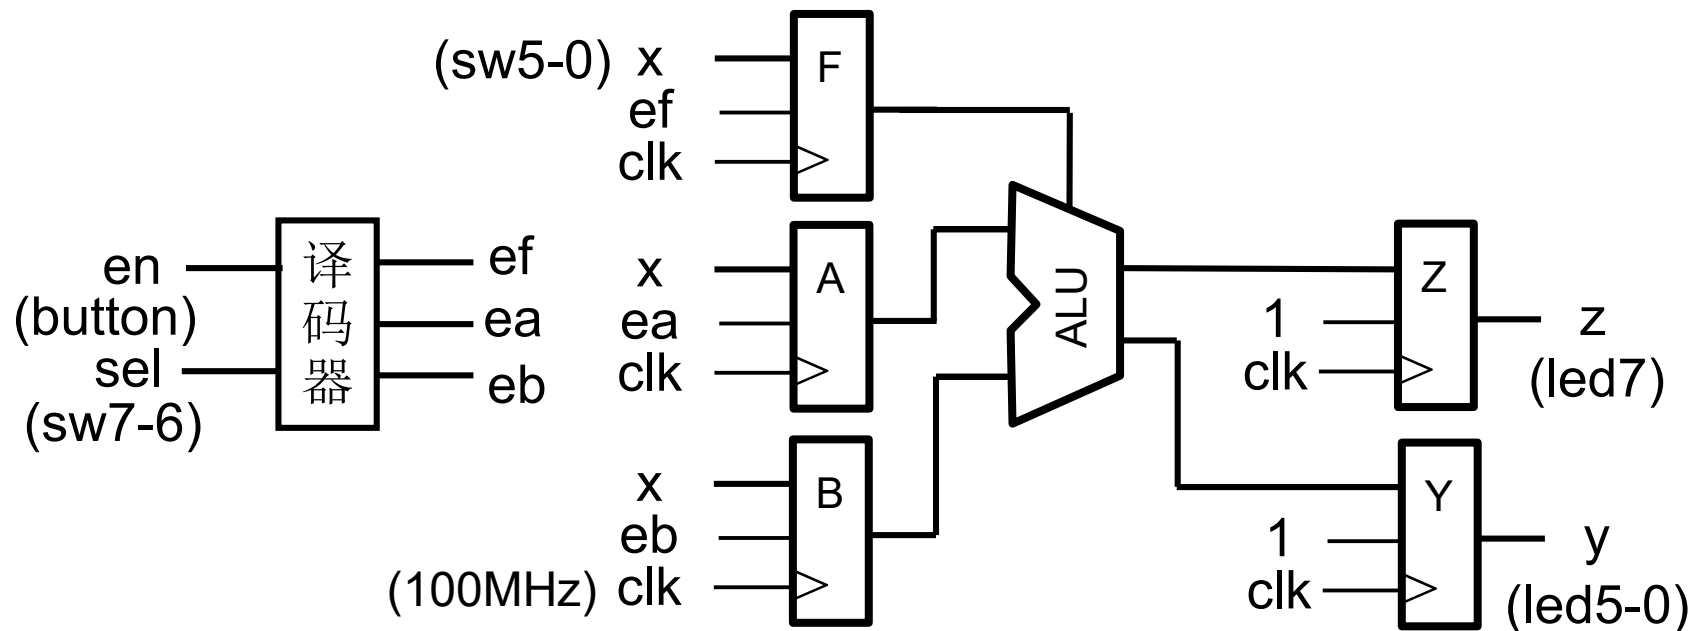 en
(button)
sel
(sw7-6)
译码器
ef
ea
eb
(sw5-0) x
ef
clk
F
x
ea
clk
A
x
eb
(100MHz) clk
B
ALU
1
clk
Z
z
(led7)
1
clk
Y
y
(led5-0)